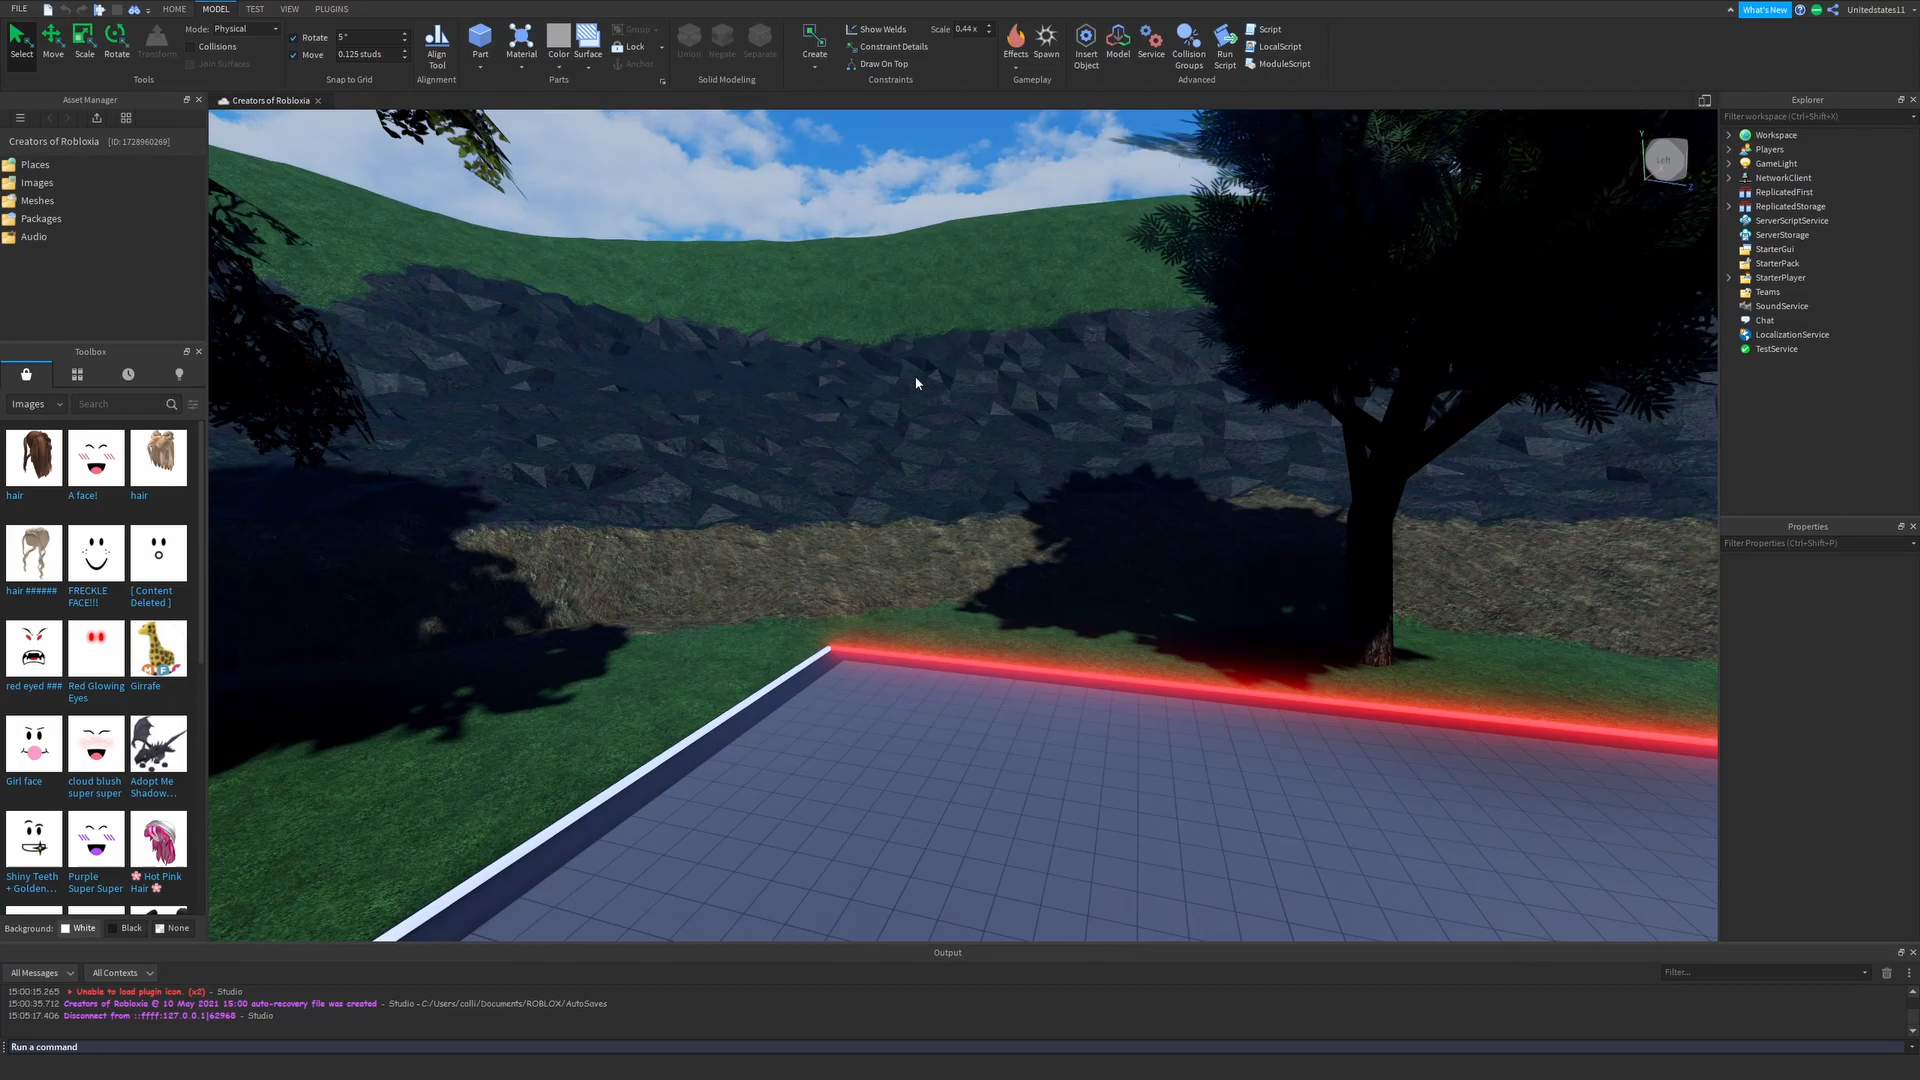 FILE
HOME
MODEL
TEST
VIEW
PLUGINS
What's New
Unitedstates11
Select
Move
Scale
Rotate
Transform
Mode:
Physical
Collisions
Join Surfaces
Tools
Rotate
5 °
Move
0.125 studs
Snap to Grid
Align
Tool
Alignment
Part
Material
Color
Surface
Group
Lock
Anchor
Parts
Union
Negate
Separate
Solid Modeling
Create
Show Welds
Scale
0.44 x
Constraint Details
Draw On Top
Constraints
Effects
Spawn
Gameplay
Insert
Object
Model
Service
Collision
Groups
Run
Script
Script
LocalScript
ModuleScript
Advanced
Asset Manager
Creators of Robloxia
[ID: 1728960269]
Places
Images
Meshes
Packages
Audio
Toolbox
Images
Search
hair
A face!
hair
hair ######
FRECKLE
FACE!!!
[ Content
Deleted ]
red eyed ###
Red Glowing
Eyes
Girrafe
Girl face
cloud blush
super super
Adopt Me
Shadow...
Shiny Teeth
+ Golden...
Purple
Super Super
🌸 Hot Pink
Hair 🌸
Background:
White
Black
None
Creators of Robloxia
Y
Left
Z
Explorer
Filter workspace (Ctrl+Shift+X)
Workspace
Players
GameLight
NetworkClient
ReplicatedFirst
ReplicatedStorage
ServerScriptService
ServerStorage
StarterGui
StarterPack
StarterPlayer
Teams
SoundService
Chat
LocalizationService
TestService
Properties
Filter Properties (Ctrl+Shift+P)
Output
All Messages
All Contexts
Filter...
15:00:15.265 Unable to load plugin icon. (x2) - Studio
15:00:35.712 Creators of Robloxia @ 10 May 2021 15:00 auto-recovery file was created - Studio - C:/Users/colli/Documents/ROBLOX/AutoSaves
15:05:17.406 Disconnect from ::ffff:127.0.0.1|62968 - Studio
Run a command